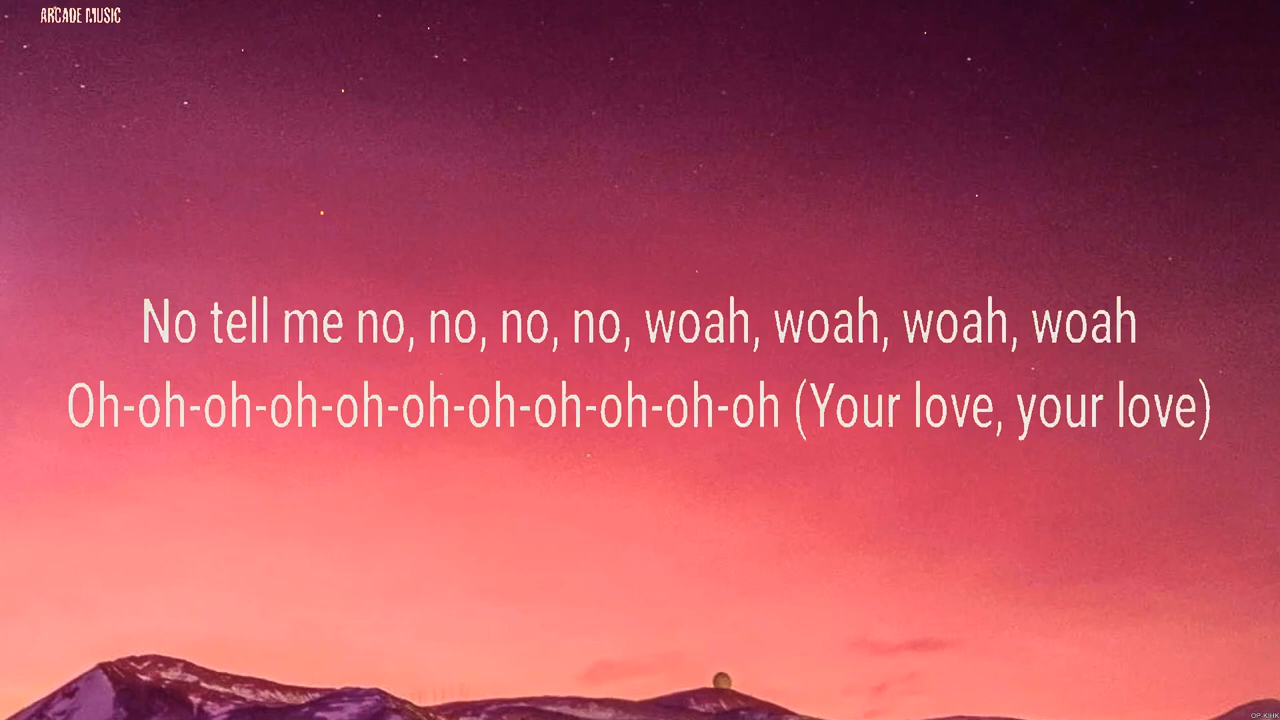 ARCADE MUSIC
No tell me no, no, no, no, woah, woah, woah, woah
Oh-oh-oh-oh-oh-oh-oh-oh-oh-oh-oh (Your love, your love)